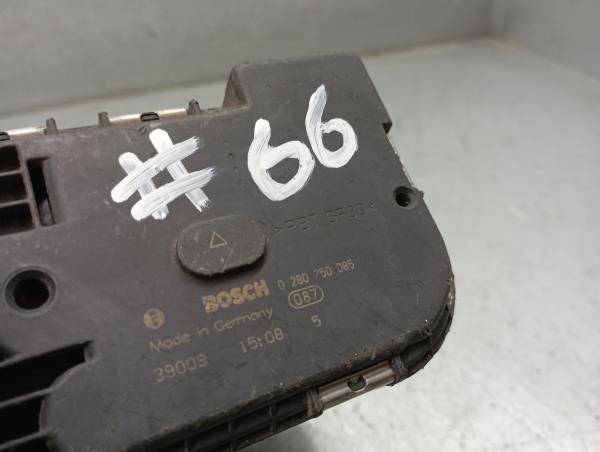 # 66
>PBT GF30<
BOSCH 0 280 750 085
Made in Germany 087
39009 15:08 5